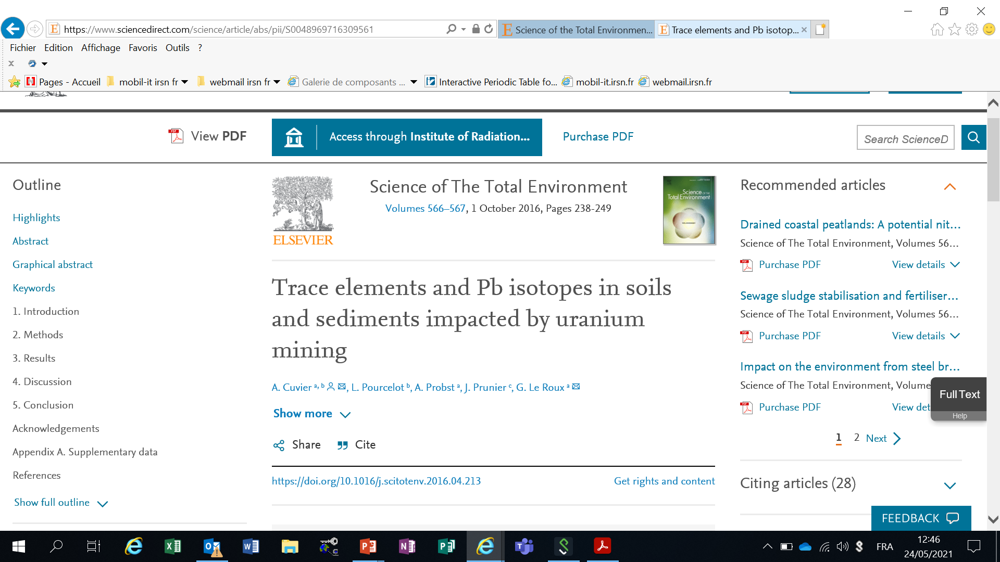 https://www.sciencedirect.com/science/article/abs/pii/S0048969716309561
Science of the Total Environmen...
Trace elements and Pb isotop...
Fichier Edition Affichage Favoris Outils ?
x
Pages - Accueil mobil-it irsn fr webmail irsn fr Galerie de composants ... Interactive Periodic Table fo... mobil-it.irsn.fr webmail.irsn.fr
View PDF
Access through Institute of Radiation...
Purchase PDF
Search ScienceD
Outline
Highlights
Abstract
Graphical abstract
Keywords
1. Introduction
2. Methods
3. Results
4. Discussion
5. Conclusion
Acknowledgements
Appendix A. Supplementary data
References
Show full outline
ELSEVIER
Science of The Total Environment
Volumes 566–567, 1 October 2016, Pages 238-249
Science OF THE
Total Environment
Trace elements and Pb isotopes in soils
and sediments impacted by uranium
mining
A. Cuvier a, b, L. Pourcelot b, A. Probst a, J. Prunier c, G. Le Roux a
Show more
Share Cite
https://doi.org/10.1016/j.scitotenv.2016.04.213
Get rights and content
Recommended articles
Drained coastal peatlands: A potential nit...
Science of The Total Environment, Volumes 56...
Purchase PDF View details
Sewage sludge stabilisation and fertiliser...
Science of The Total Environment, Volumes 56...
Purchase PDF View details
Impact on the environment from steel br...
Science of The Total Environment, Volume
Purchase PDF View det
Full Text
Help
1 2 Next
Citing articles (28)
FEEDBACK
FRA
12:46
24/05/2021